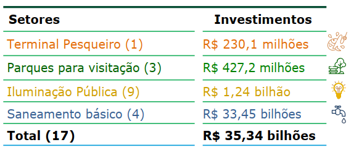 Setores Investimentos
Terminal Pesqueiro (1) R$ 230,1 milhões
Parques para visitação (3) R$ 427,2 milhões
Iluminação Pública (9) R$ 1,24 bilhão
Saneamento básico (4) R$ 33,45 bilhões
Total (17) R$ 35,34 bilhões